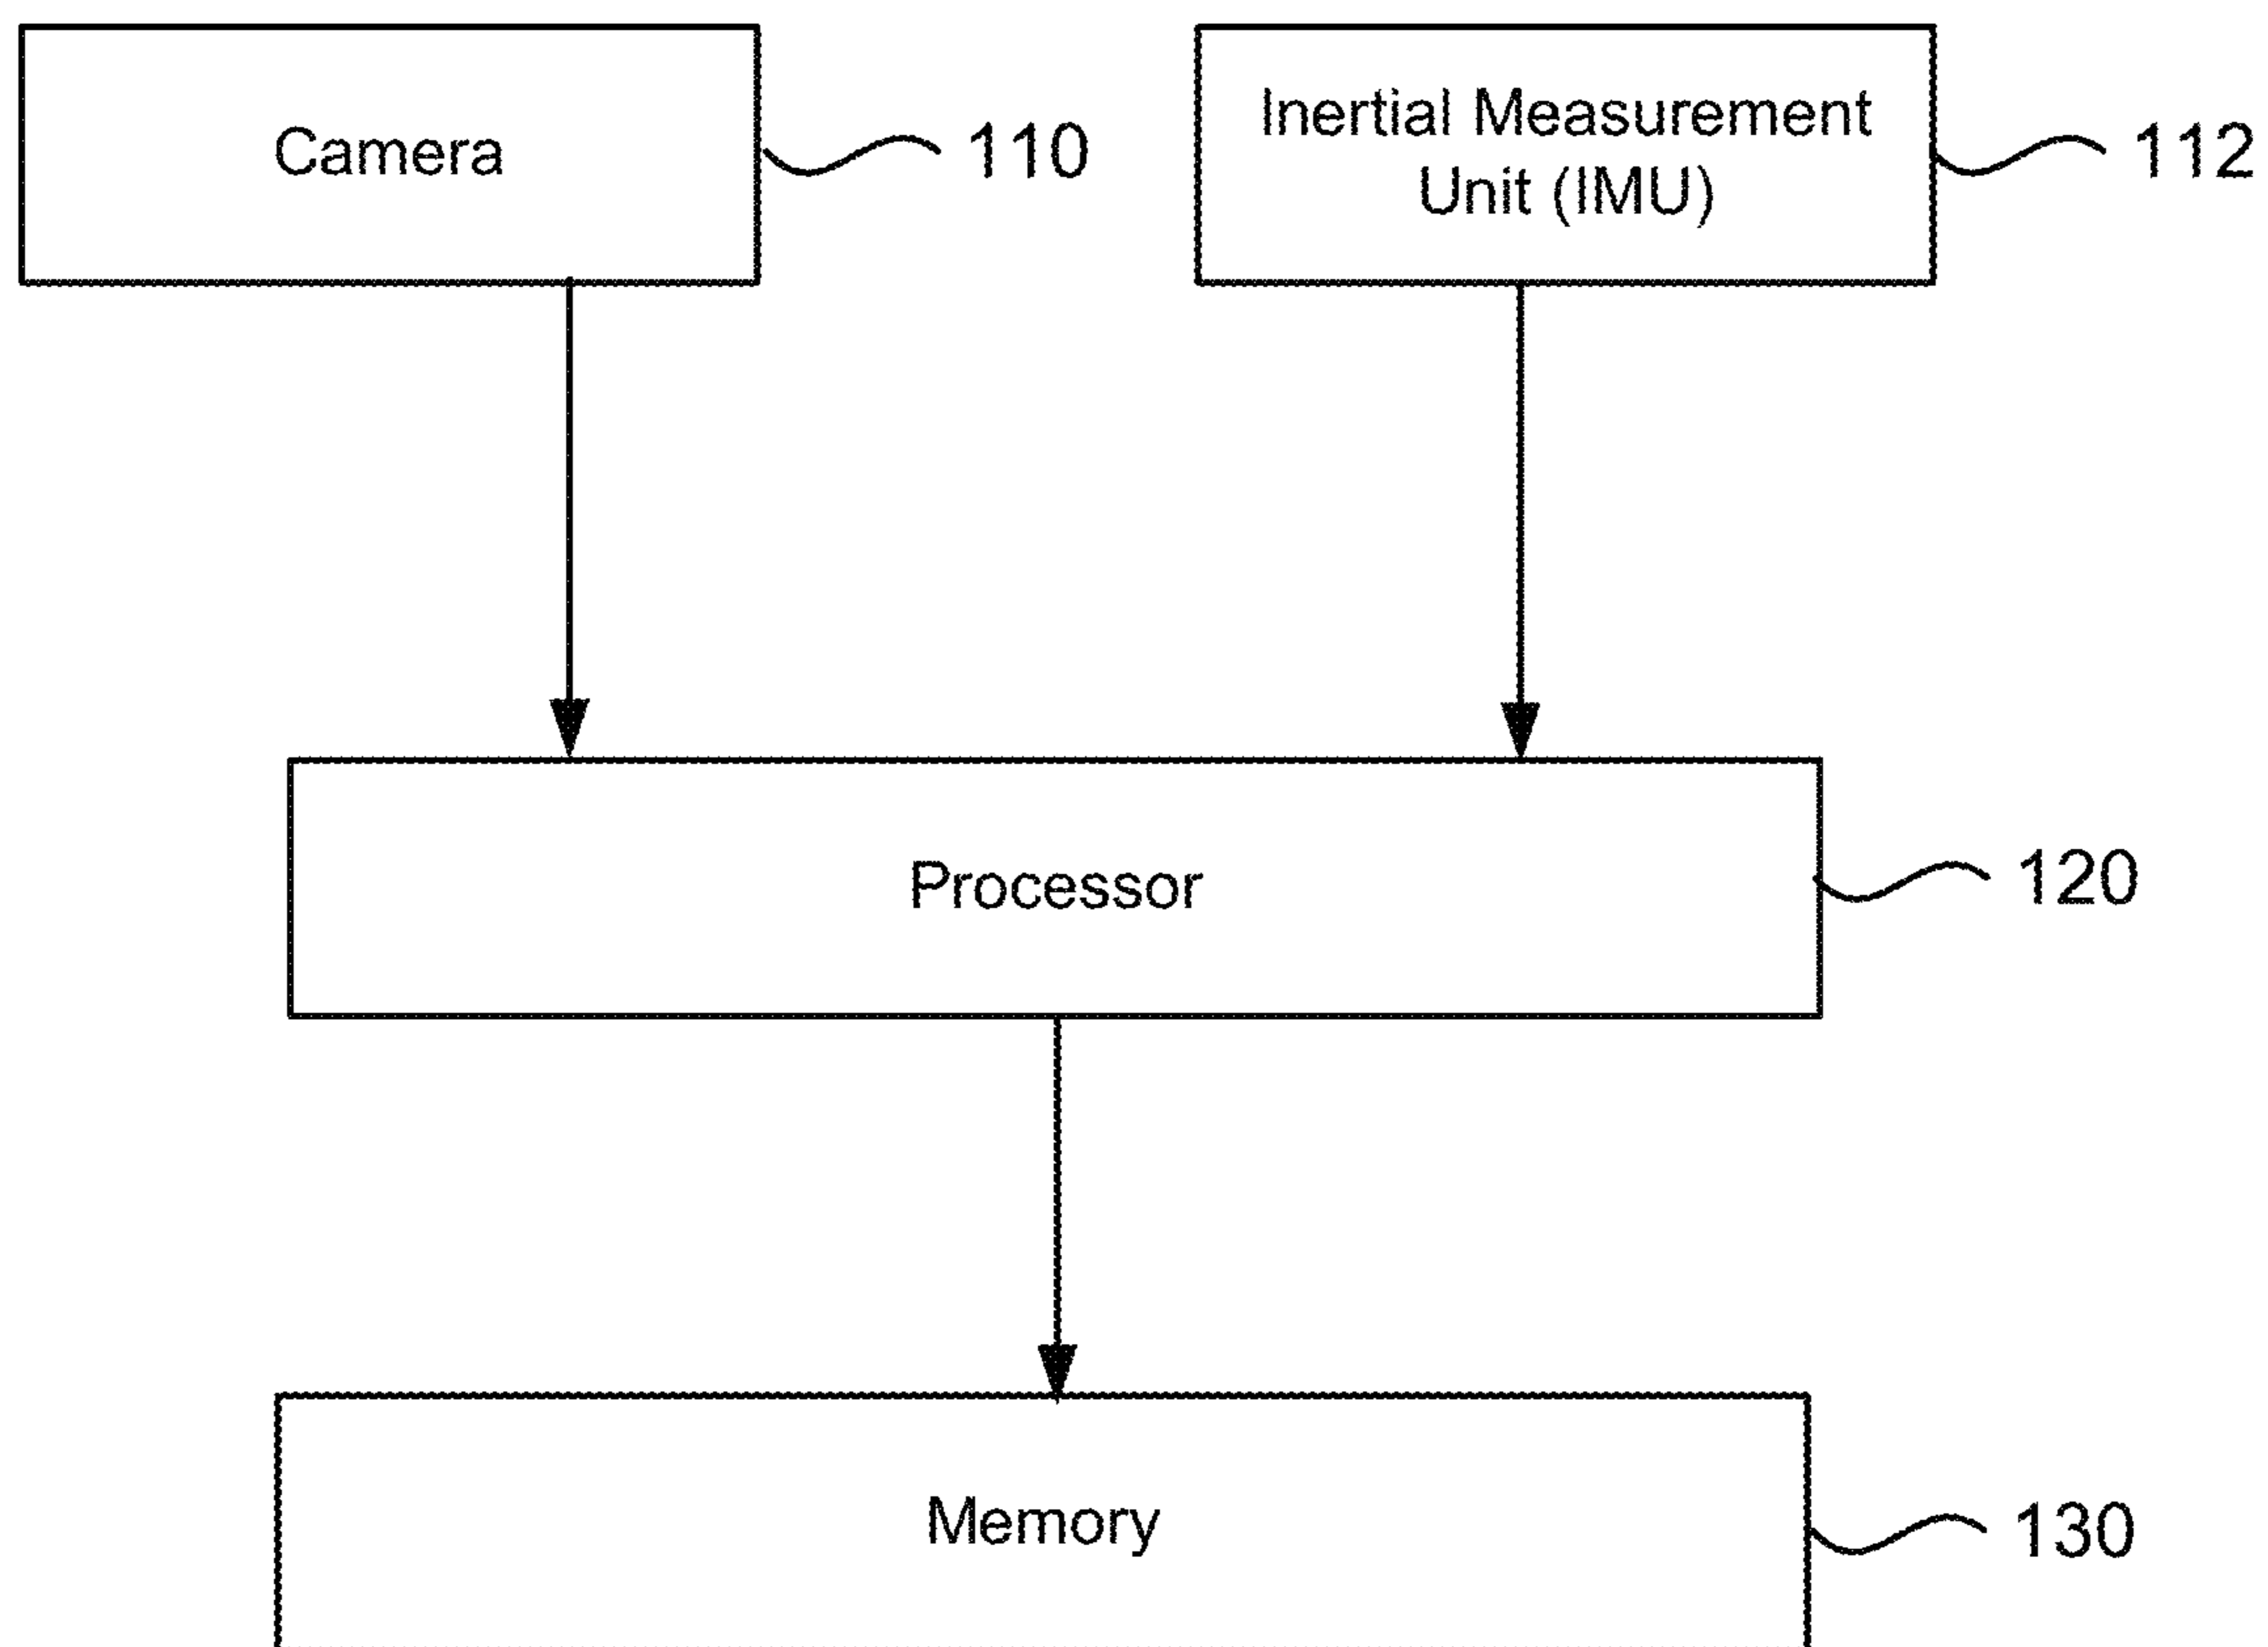 Camera
110
Inertial Measurement
Unit (IMU)
112
Processor
120
Memory
130